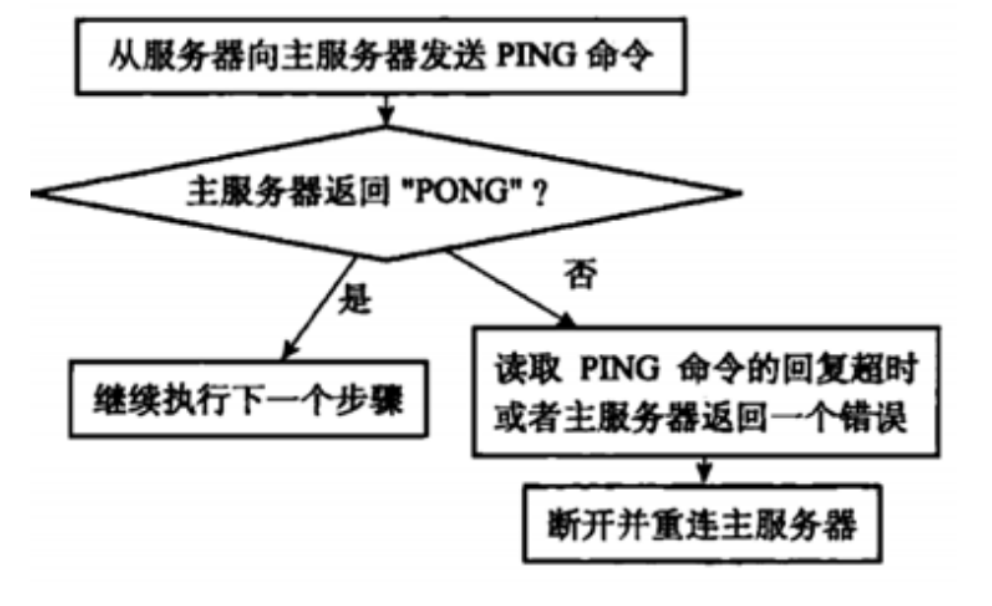 从服务器向主服务器发送 PING 命令
主服务器返回 "PONG" ?
是
否
继续执行下一个步骤
读取 PING 命令的回复超时
或者主服务器返回一个错误
断开并重连主服务器